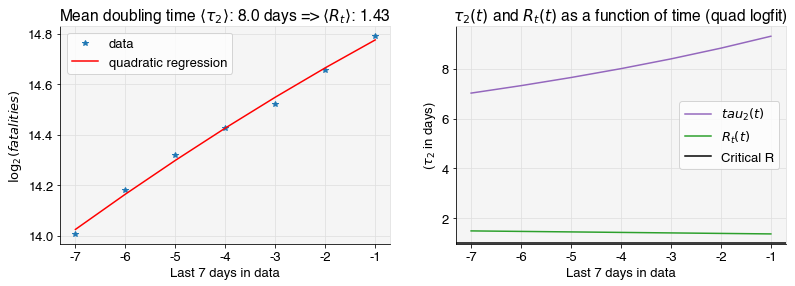 Mean doubling time ⟨τ₂⟩: 8.0 days => ⟨Rₜ⟩: 1.43
data
quadratic regression
log₂(fatalities)
14.8
14.6
14.4
14.2
14.0
-7 -6 -5 -4 -3 -2 -1
Last 7 days in data
τ₂(t) and Rₜ(t) as a function of time (quad logfit)
tau₂(t)
Rₜ(t)
Critical R
(τ₂ in days)
8
6
4
2
-7 -6 -5 -4 -3 -2 -1
Last 7 days in data